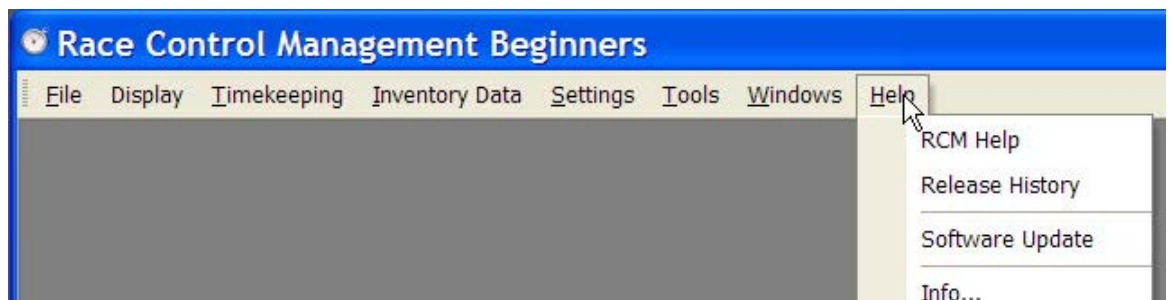 Race Control Management Beginners
File Display Timekeeping Inventory Data Settings Tools Windows Help
RCM Help
Release History
Software Update
Info...